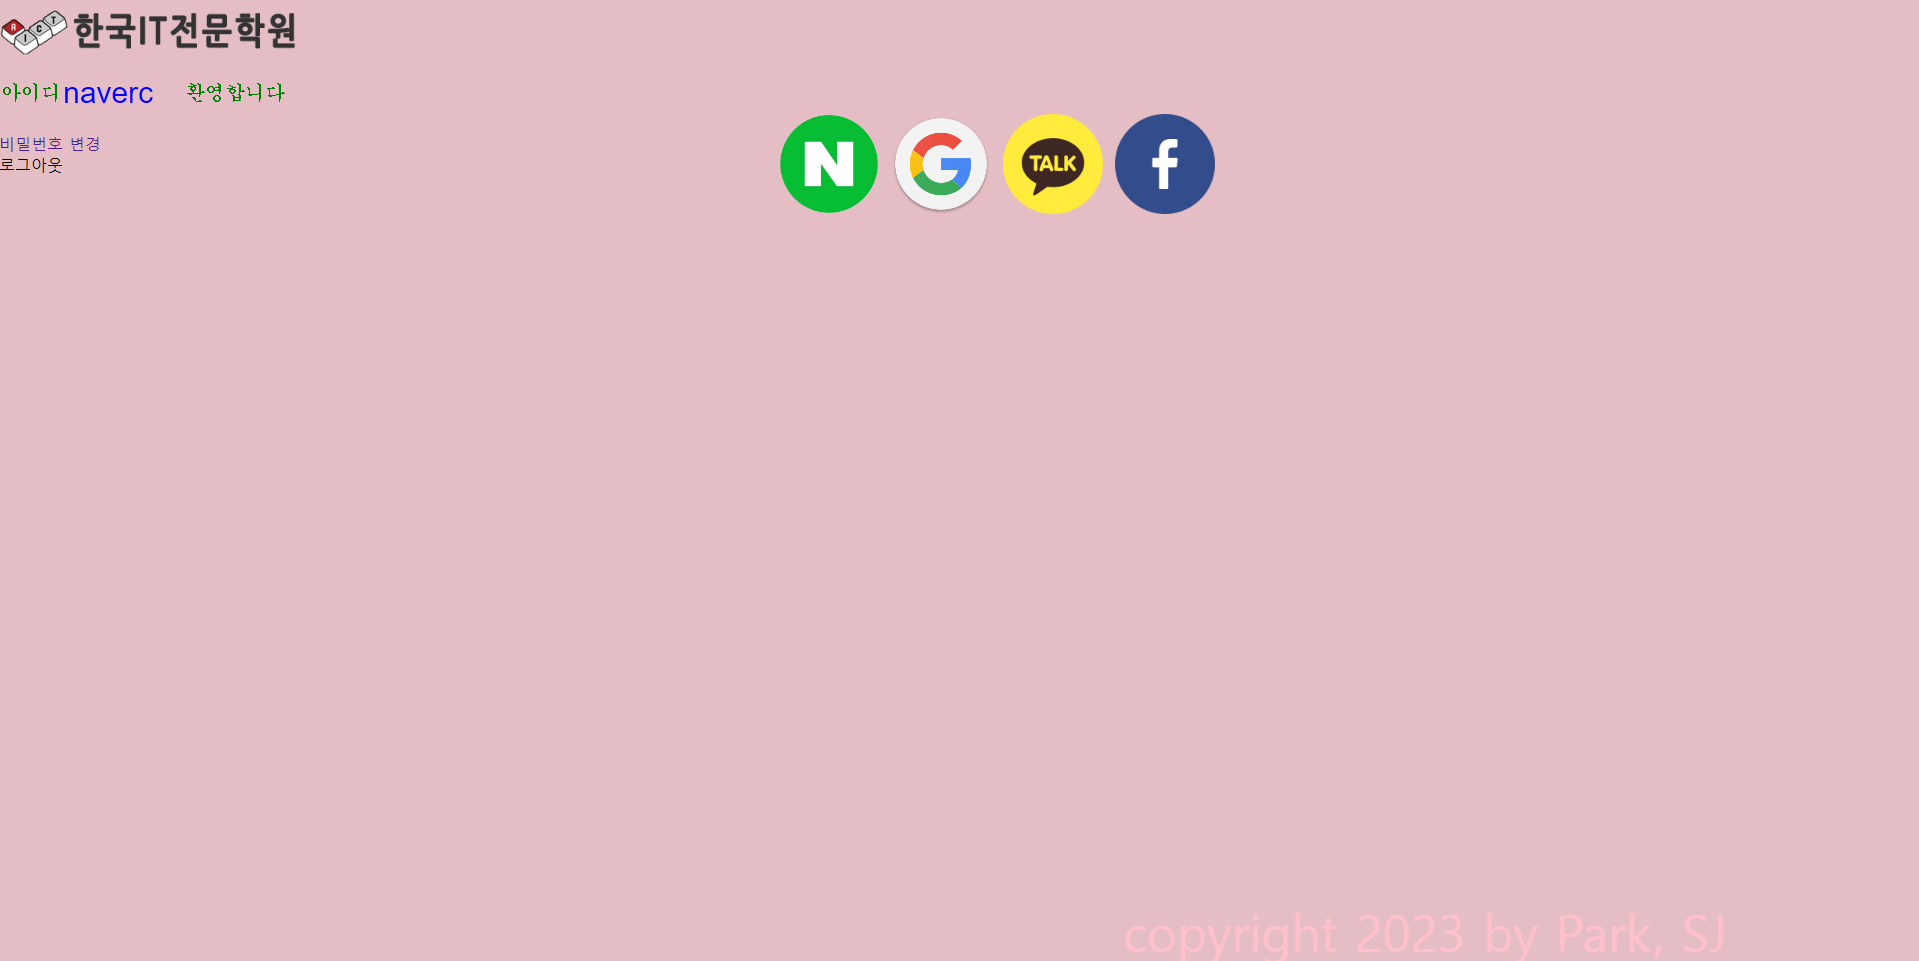 AICT 한국IT전문학원
아이디 naverc 환영합니다
비밀번호 변경
로그아웃
N G TALK f
copyright 2023 by Park, SJ